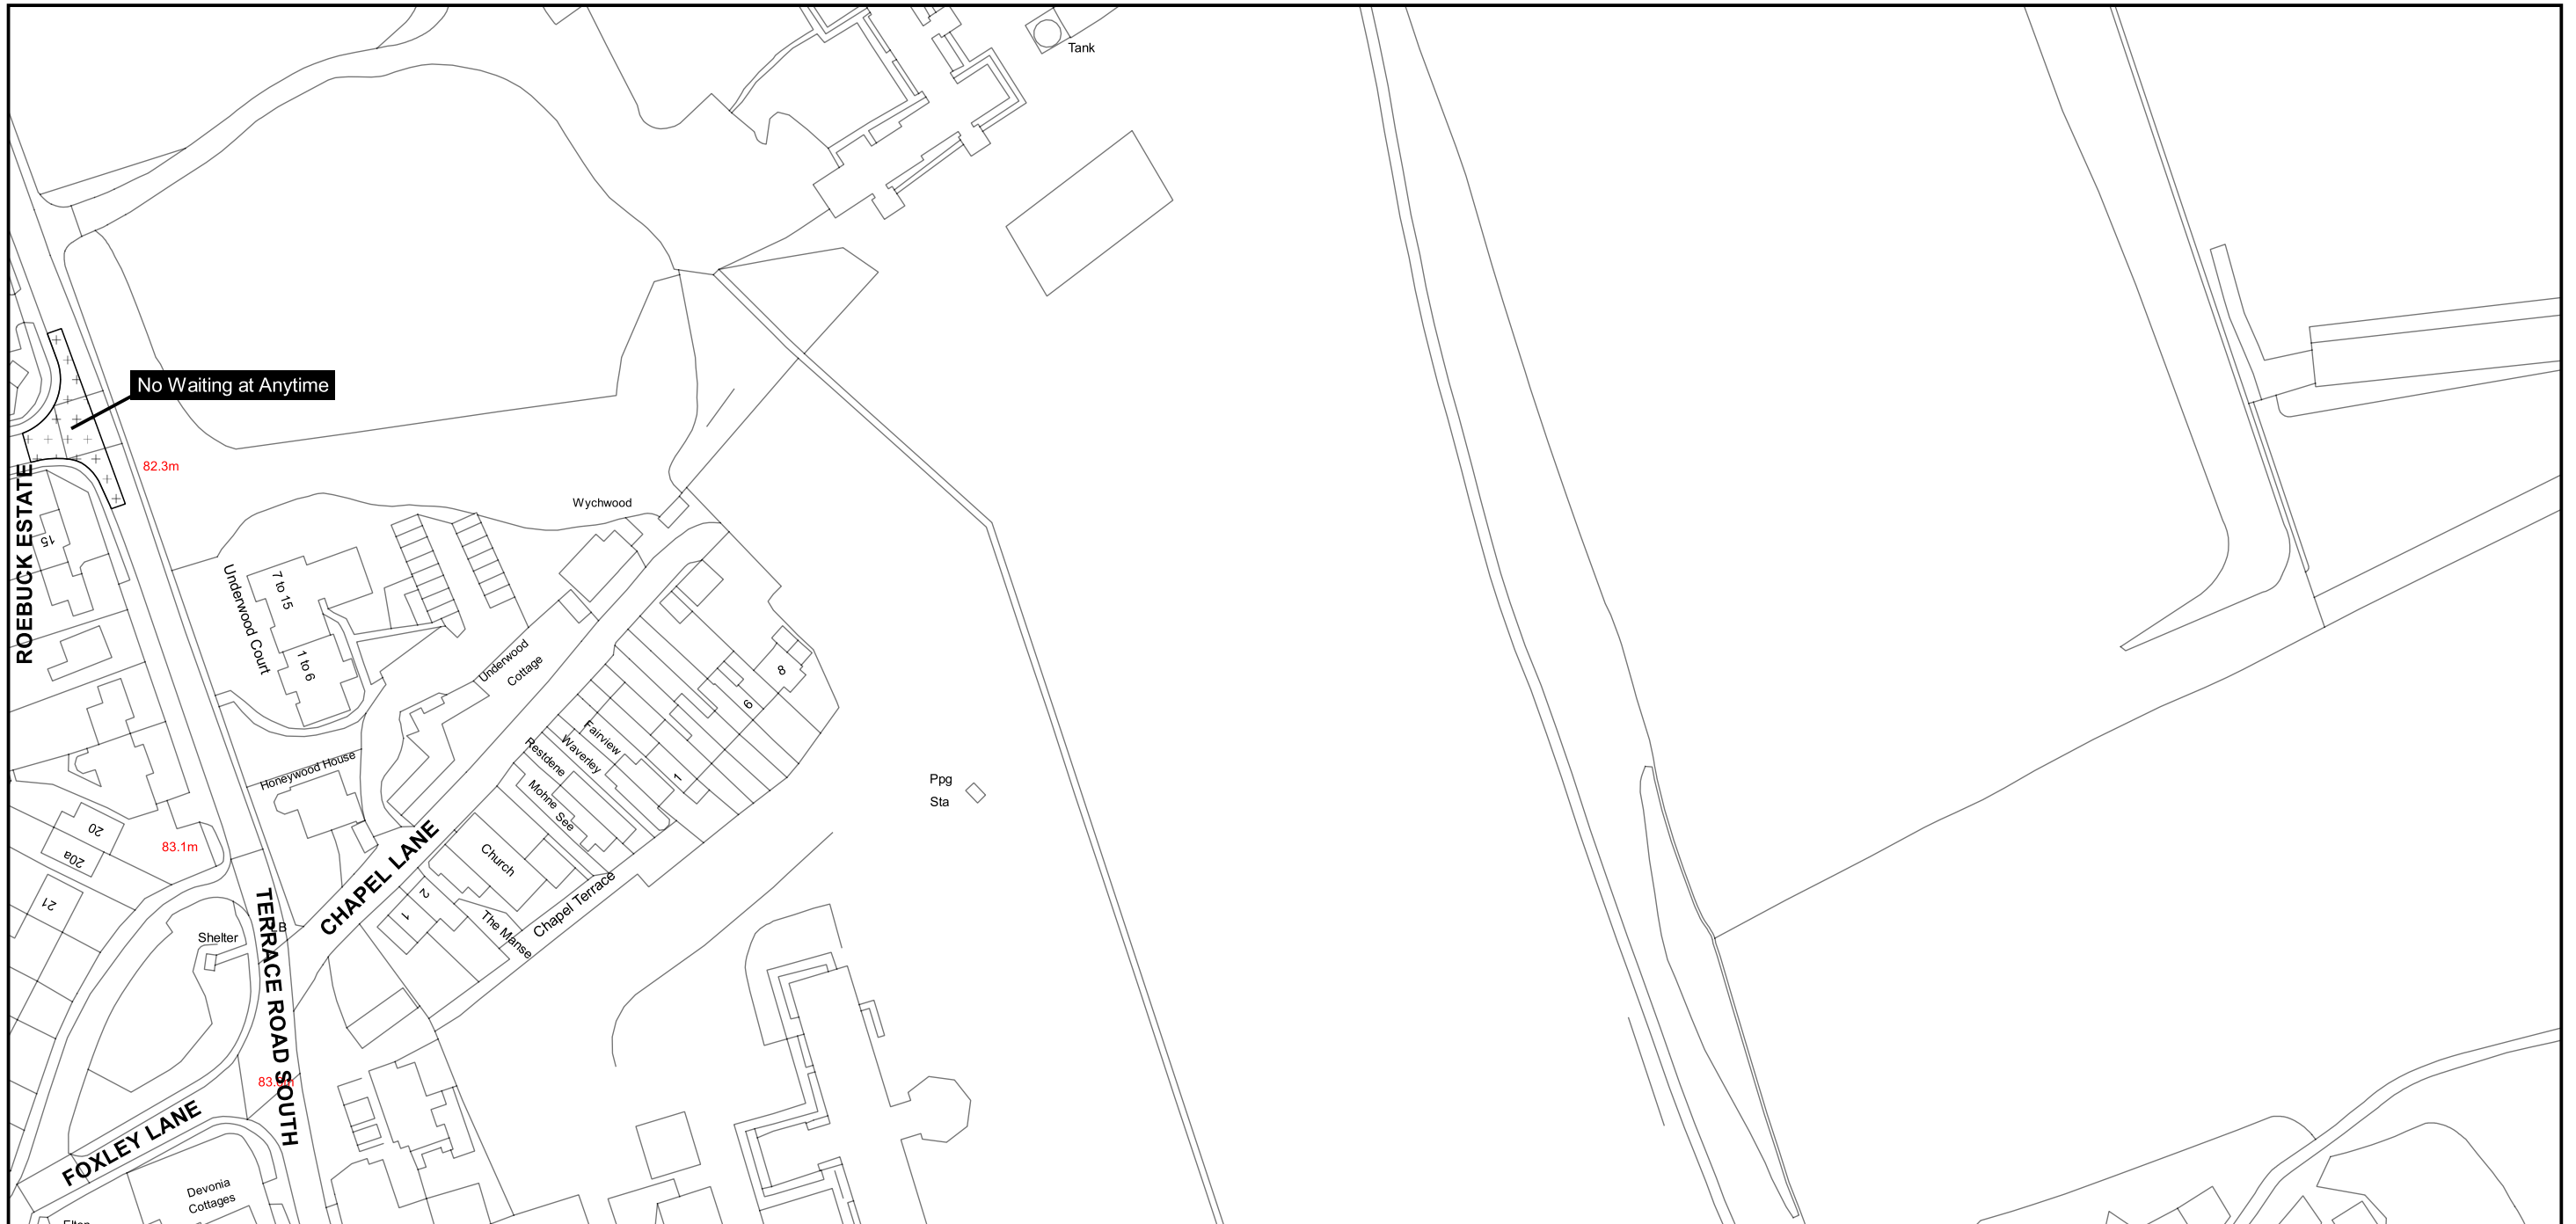 Tank
No Waiting at Anytime
82.3m
ROEBUCK ESTATE
15
Wychwood
Underwood Court
7 to 15
1 to 6
Underwood
Cottage
8
6
Fairview
Waverley
Restdene
1
Mohne
See
Honeywood House
Ppg
Sta
20
20a
83.1m
21
CHAPEL LANE
Church
2
1
The Manse
Chapel Terrace
Shelter
TERRACE ROAD SOUTH
FOXLEY LANE
Devonia
Cottages